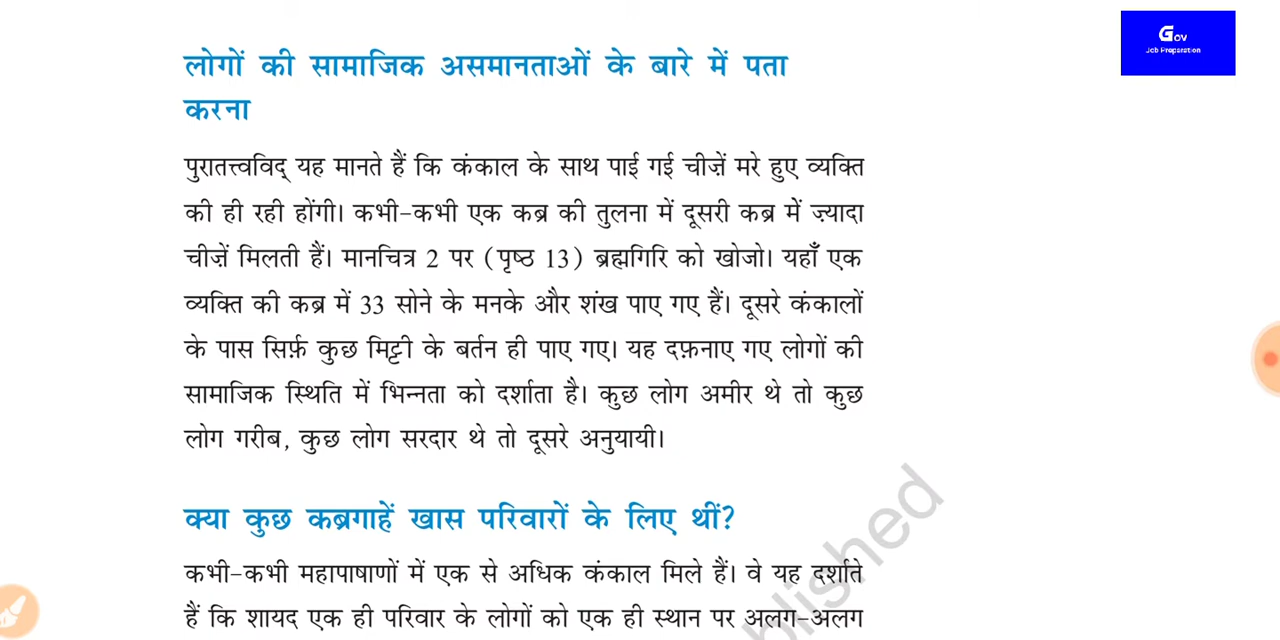 Gov
Job Preparation
लोगों की सामाजिक असमानताओं के बारे में पता
करना
पुरातत्त्वविद् यह मानते हैं कि कंकाल के साथ पाई गई चीज़ें मरे हुए व्यक्ति
की ही रही होंगी। कभी-कभी एक कब्र की तुलना में दूसरी कब्र में ज़्यादा
चीज़ें मिलती हैं। मानचित्र 2 पर (पृष्ठ 13) ब्रह्मगिरि को खोजो। यहाँ एक
व्यक्ति की कब्र में 33 सोने के मनके और शंख पाए गए हैं। दूसरे कंकालों
के पास सिर्फ़ कुछ मिट्टी के बर्तन ही पाए गए। यह दफ़नाए गए लोगों की
सामाजिक स्थिति में भिन्नता को दर्शाता है। कुछ लोग अमीर थे तो कुछ
लोग गरीब, कुछ लोग सरदार थे तो दूसरे अनुयायी।
क्या कुछ कब्रगाहें खास परिवारों के लिए थीं?
कभी-कभी महापाषाणों में एक से अधिक कंकाल मिले हैं। वे यह दर्शाते
हैं कि शायद एक ही परिवार के लोगों को एक ही स्थान पर अलग-अलग
blished